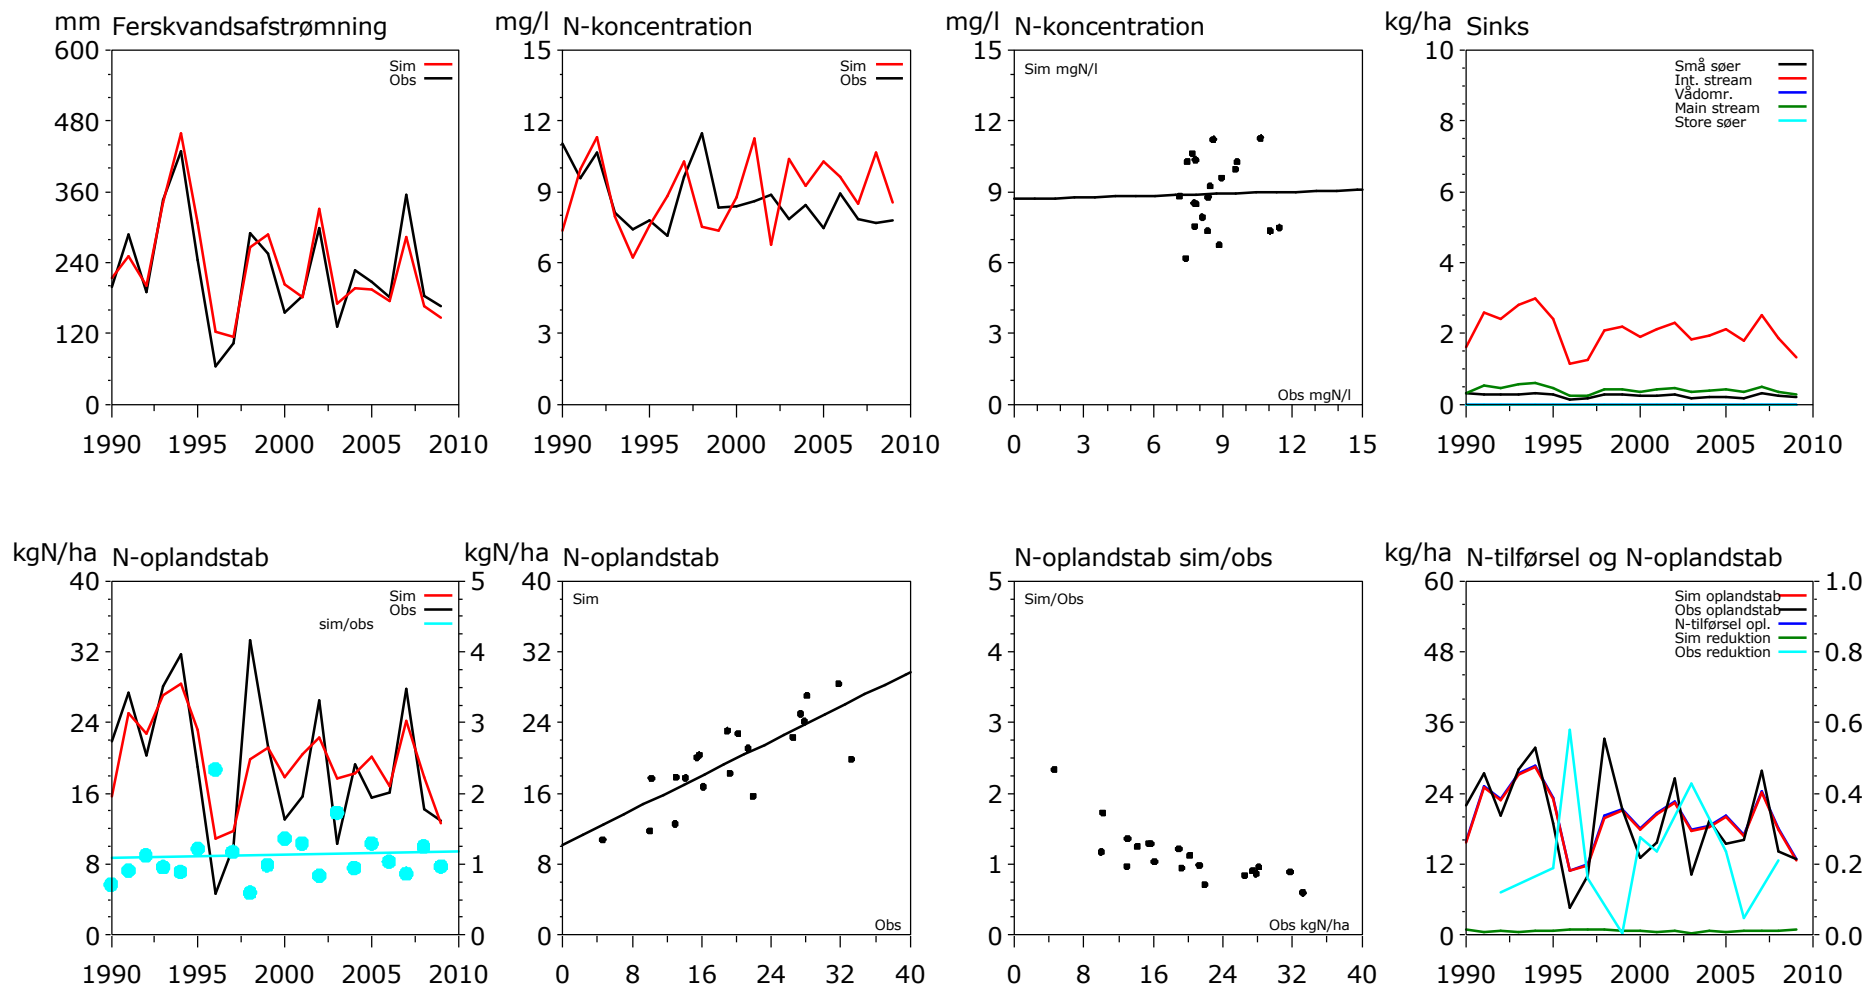 mm Ferskvandsafstrømning
600
480
360
240
120
0
Sim
Obs
1990 1995 2000 2005 2010
mg/l N-koncentration
15
12
9
6
3
0
Sim
Obs
1990 1995 2000 2005 2010
mg/l N-koncentration
15
12
9
6
3
0
Sim mgN/l
Obs mgN/l
0 3 6 9 12 15
kg/ha Sinks
10
8
6
4
2
0
Små søer
Int. stream
Vådomr.
Main stream
Store søer
1990 1995 2000 2005 2010
kgN/ha N-oplandstab
40
32
24
16
8
0
Sim
Obs
sim/obs
5
4
3
2
1
0
1990 1995 2000 2005 2010
kgN/ha N-oplandstab
40
32
24
16
8
0
Sim
Obs
0 8 16 24 32 40
N-oplandstab sim/obs
5
4
3
2
1
0
Sim/Obs
Obs kgN/ha
0 8 16 24 32 40
kg/ha N-tilførsel og N-oplandstab
60
48
36
24
12
0
Sim oplandstab
Obs oplandstab
N-tilførsel opl.
Sim reduktion
Obs reduktion
1.0
0.8
0.6
0.4
0.2
0.0
1990 1995 2000 2005 2010